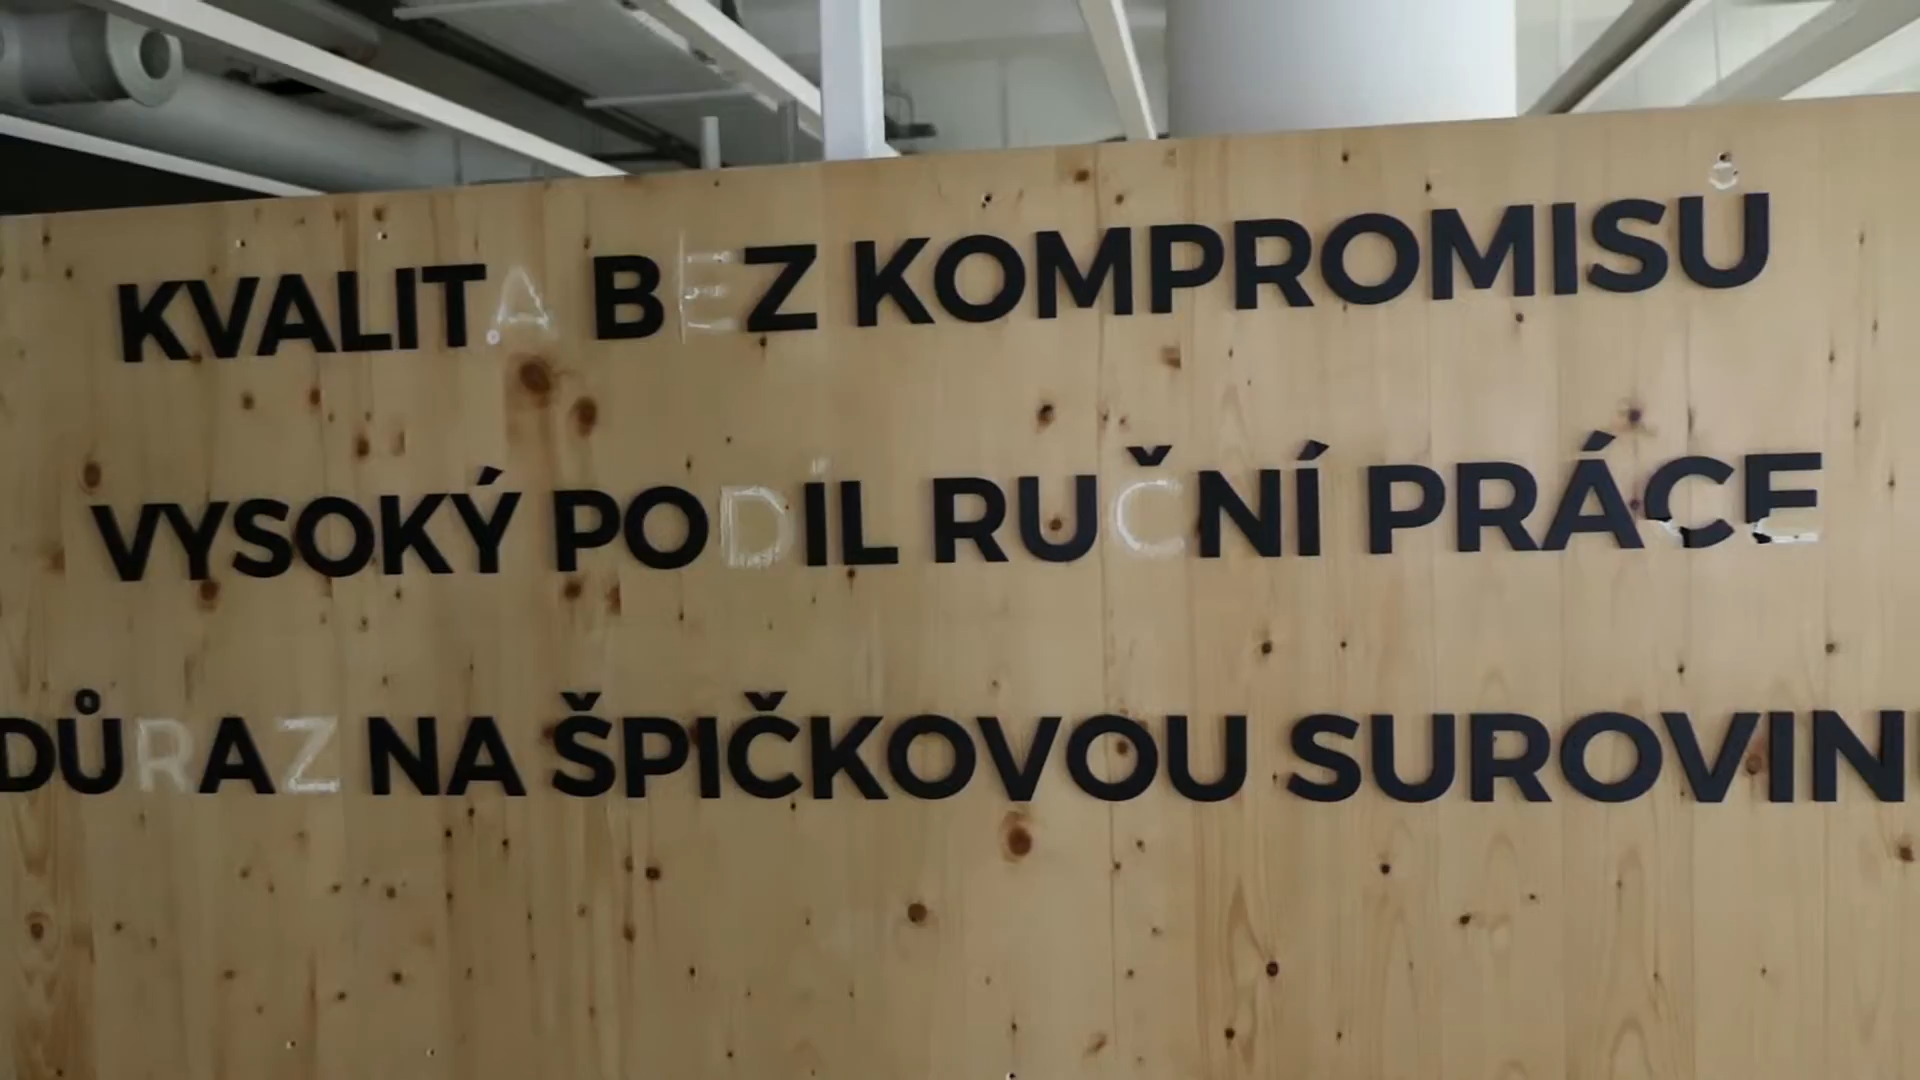 KVALITA BEZ KOMPROMISŮ
VYSOKÝ PODÍL RUČNÍ PRÁCE
DŮRAZ NA ŠPIČKOVOU SUROVIN